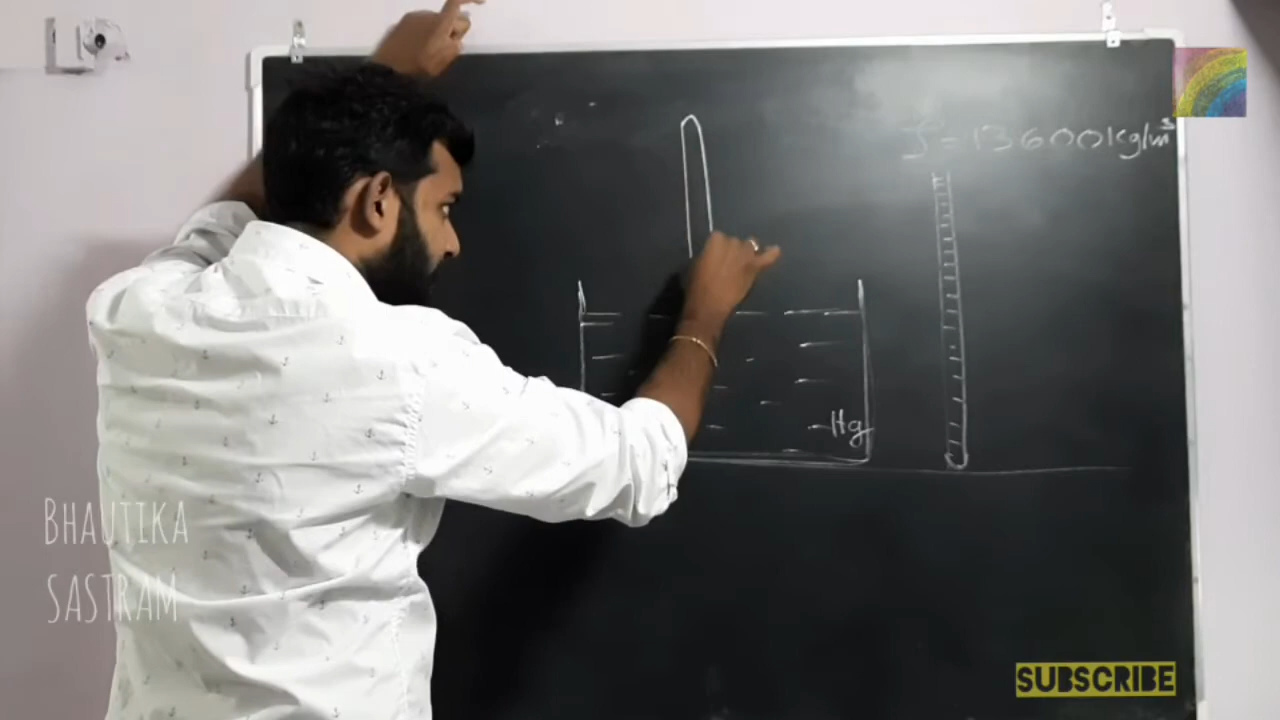 ρ = 13600 kg/m³
Hg
BHAUTIKA
SASTRAM
SUBSCRIBE